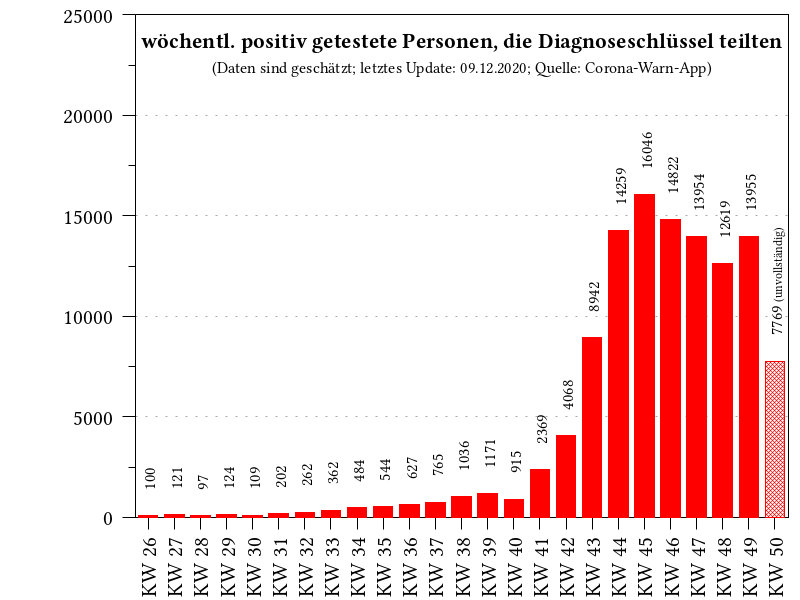 wöchentl. positiv getestete Personen, die Diagnoseschlüssel teilten
(Daten sind geschätzt; letztes Update: 09.12.2020; Quelle: Corona-Warn-App)
25000
20000
15000
10000
5000
0
100
121
97
124
109
202
262
362
484
544
627
765
1036
1171
915
2369
4068
8942
14259
16046
14822
13954
12619
13955
7769 (unvollständig)
KW 26
KW 27
KW 28
KW 29
KW 30
KW 31
KW 32
KW 33
KW 34
KW 35
KW 36
KW 37
KW 38
KW 39
KW 40
KW 41
KW 42
KW 43
KW 44
KW 45
KW 46
KW 47
KW 48
KW 49
KW 50